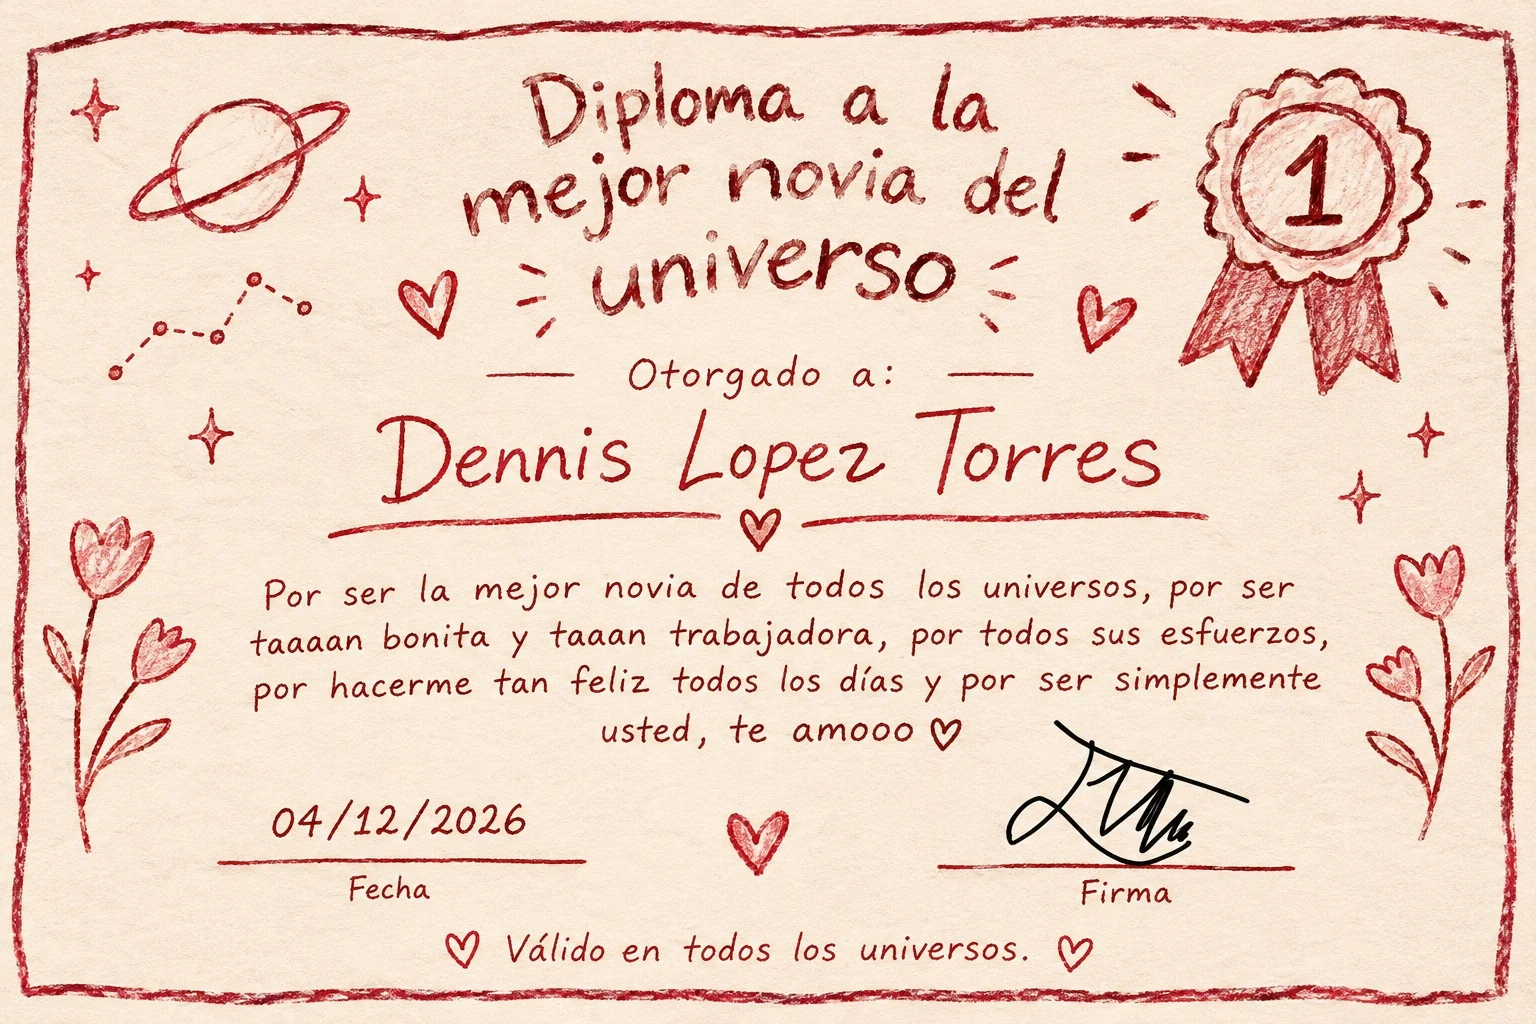 Diploma a la
mejor novia del
universo
1
Otorgado a:
Dennis Lopez Torres
Por ser la mejor novia de todos los universos, por ser
taaaan bonita y taaan trabajadora, por todos sus esfuerzos,
por hacerme tan feliz todos los días y por ser simplemente
usted, te amooo ♡
04/12/2026
Fecha
Firma
♡ Válido en todos los universos. ♡